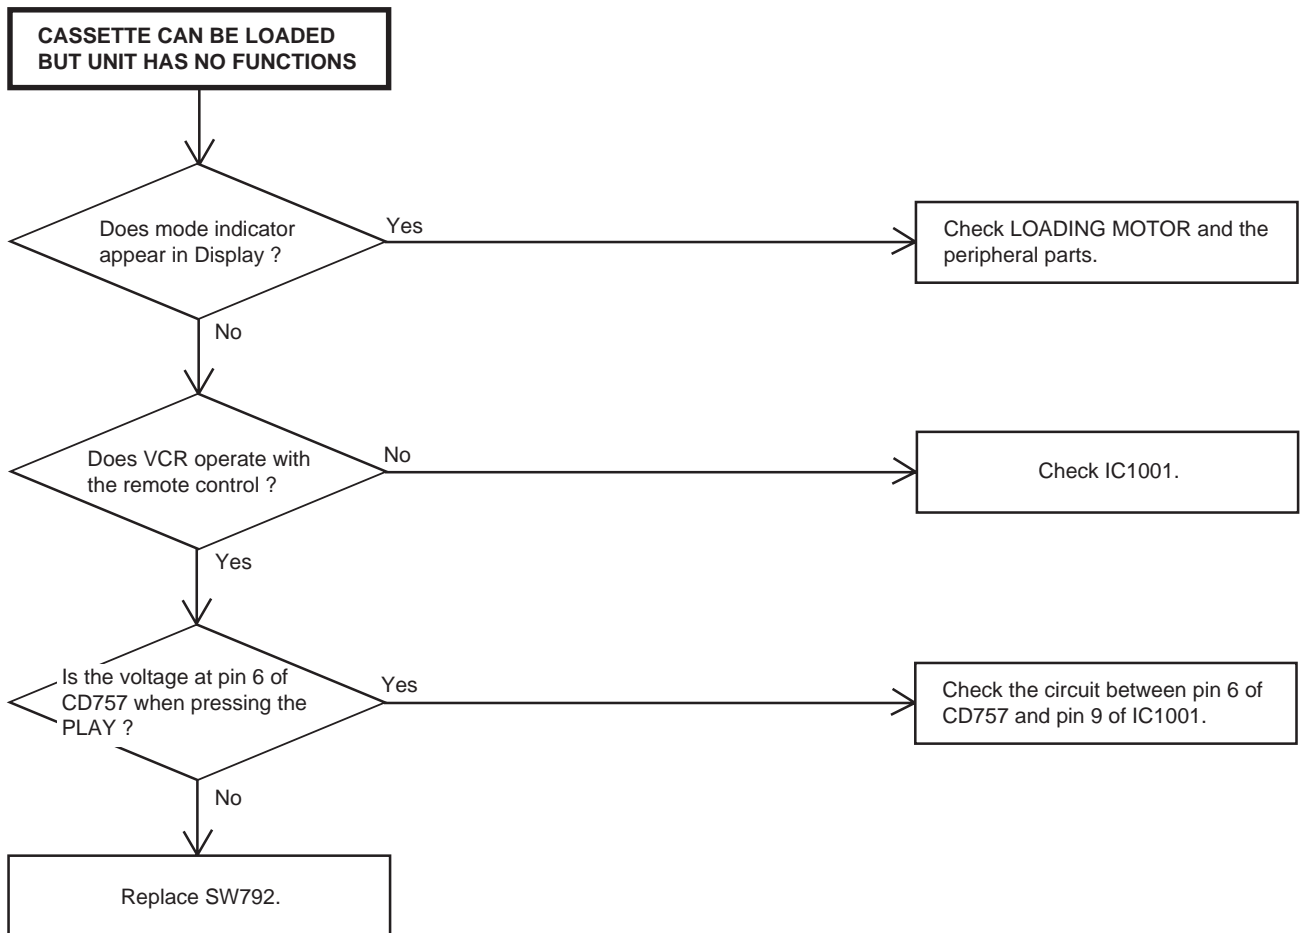 CASSETTE CAN BE LOADED
BUT UNIT HAS NO FUNCTIONS
Does mode indicator
appear in Display ?
Yes
Check LOADING MOTOR and the
peripheral parts.
No
Does VCR operate with
the remote control ?
No
Check IC1001.
Yes
Is the voltage at pin 6 of
CD757 when pressing the
PLAY ?
Yes
Check the circuit between pin 6 of
CD757 and pin 9 of IC1001.
No
Replace SW792.